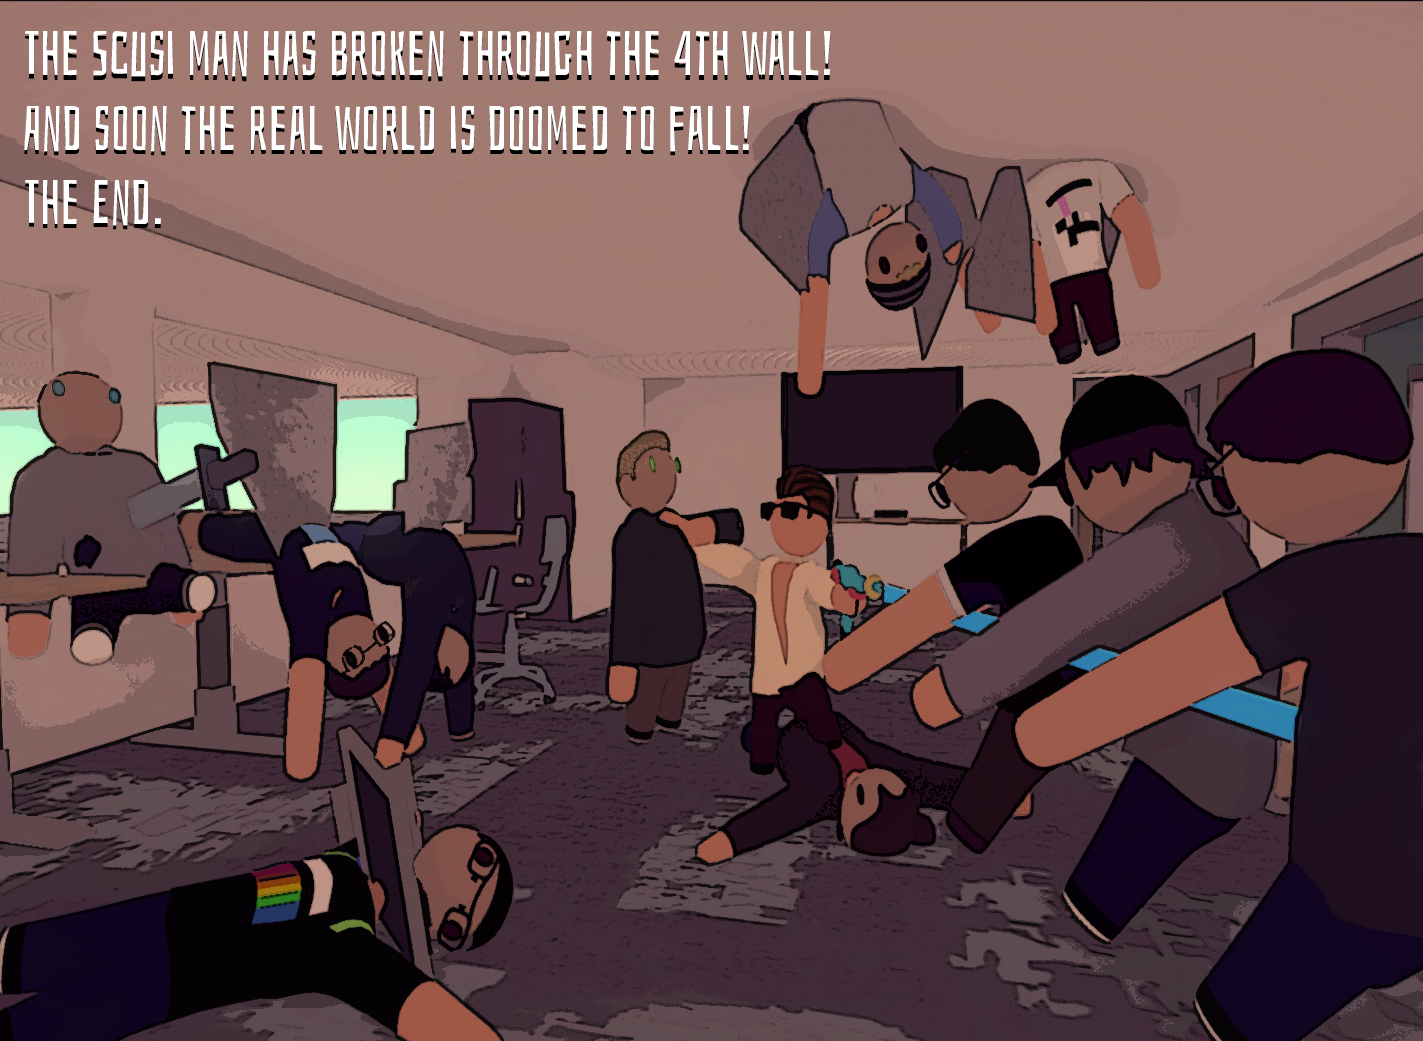 THE SCUSI MAN HAS BROKEN THROUGH THE 4TH WALL!
AND SOON THE REAL WORLD IS DOOMED TO FALL!
THE END.